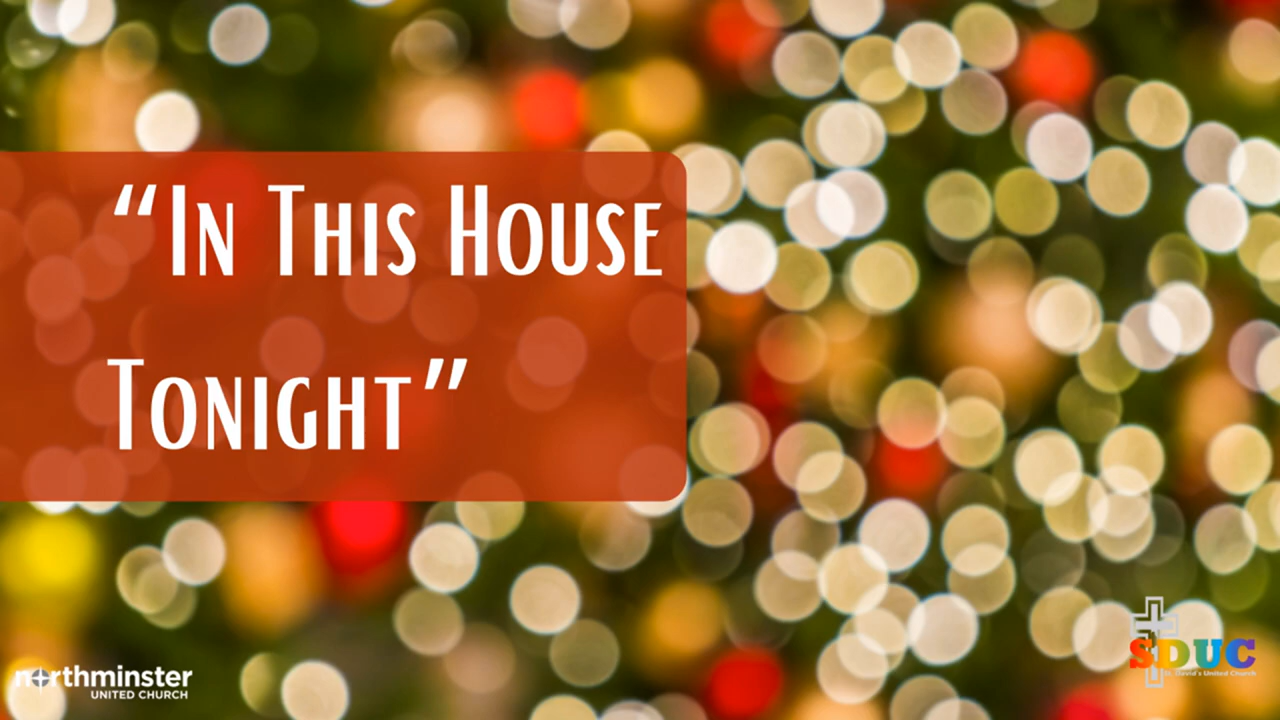 “In This House
Tonight”
northminster
UNITED CHURCH
SDUC
St. David's United Church